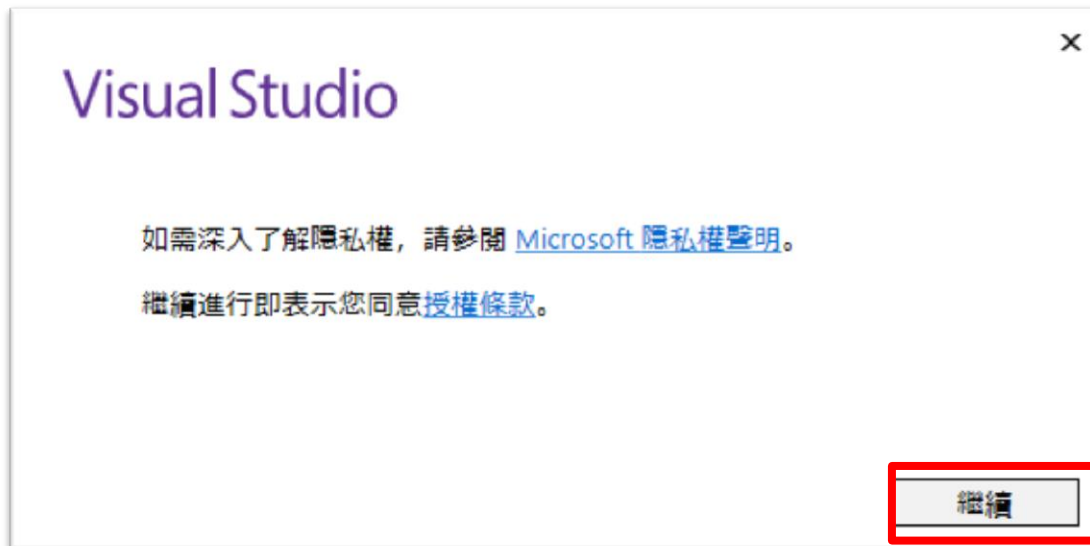 Visual Studio
如需深入了解隱私權，請參閱 Microsoft 隱私權聲明。
繼續進行即表示您同意授權條款。
繼續